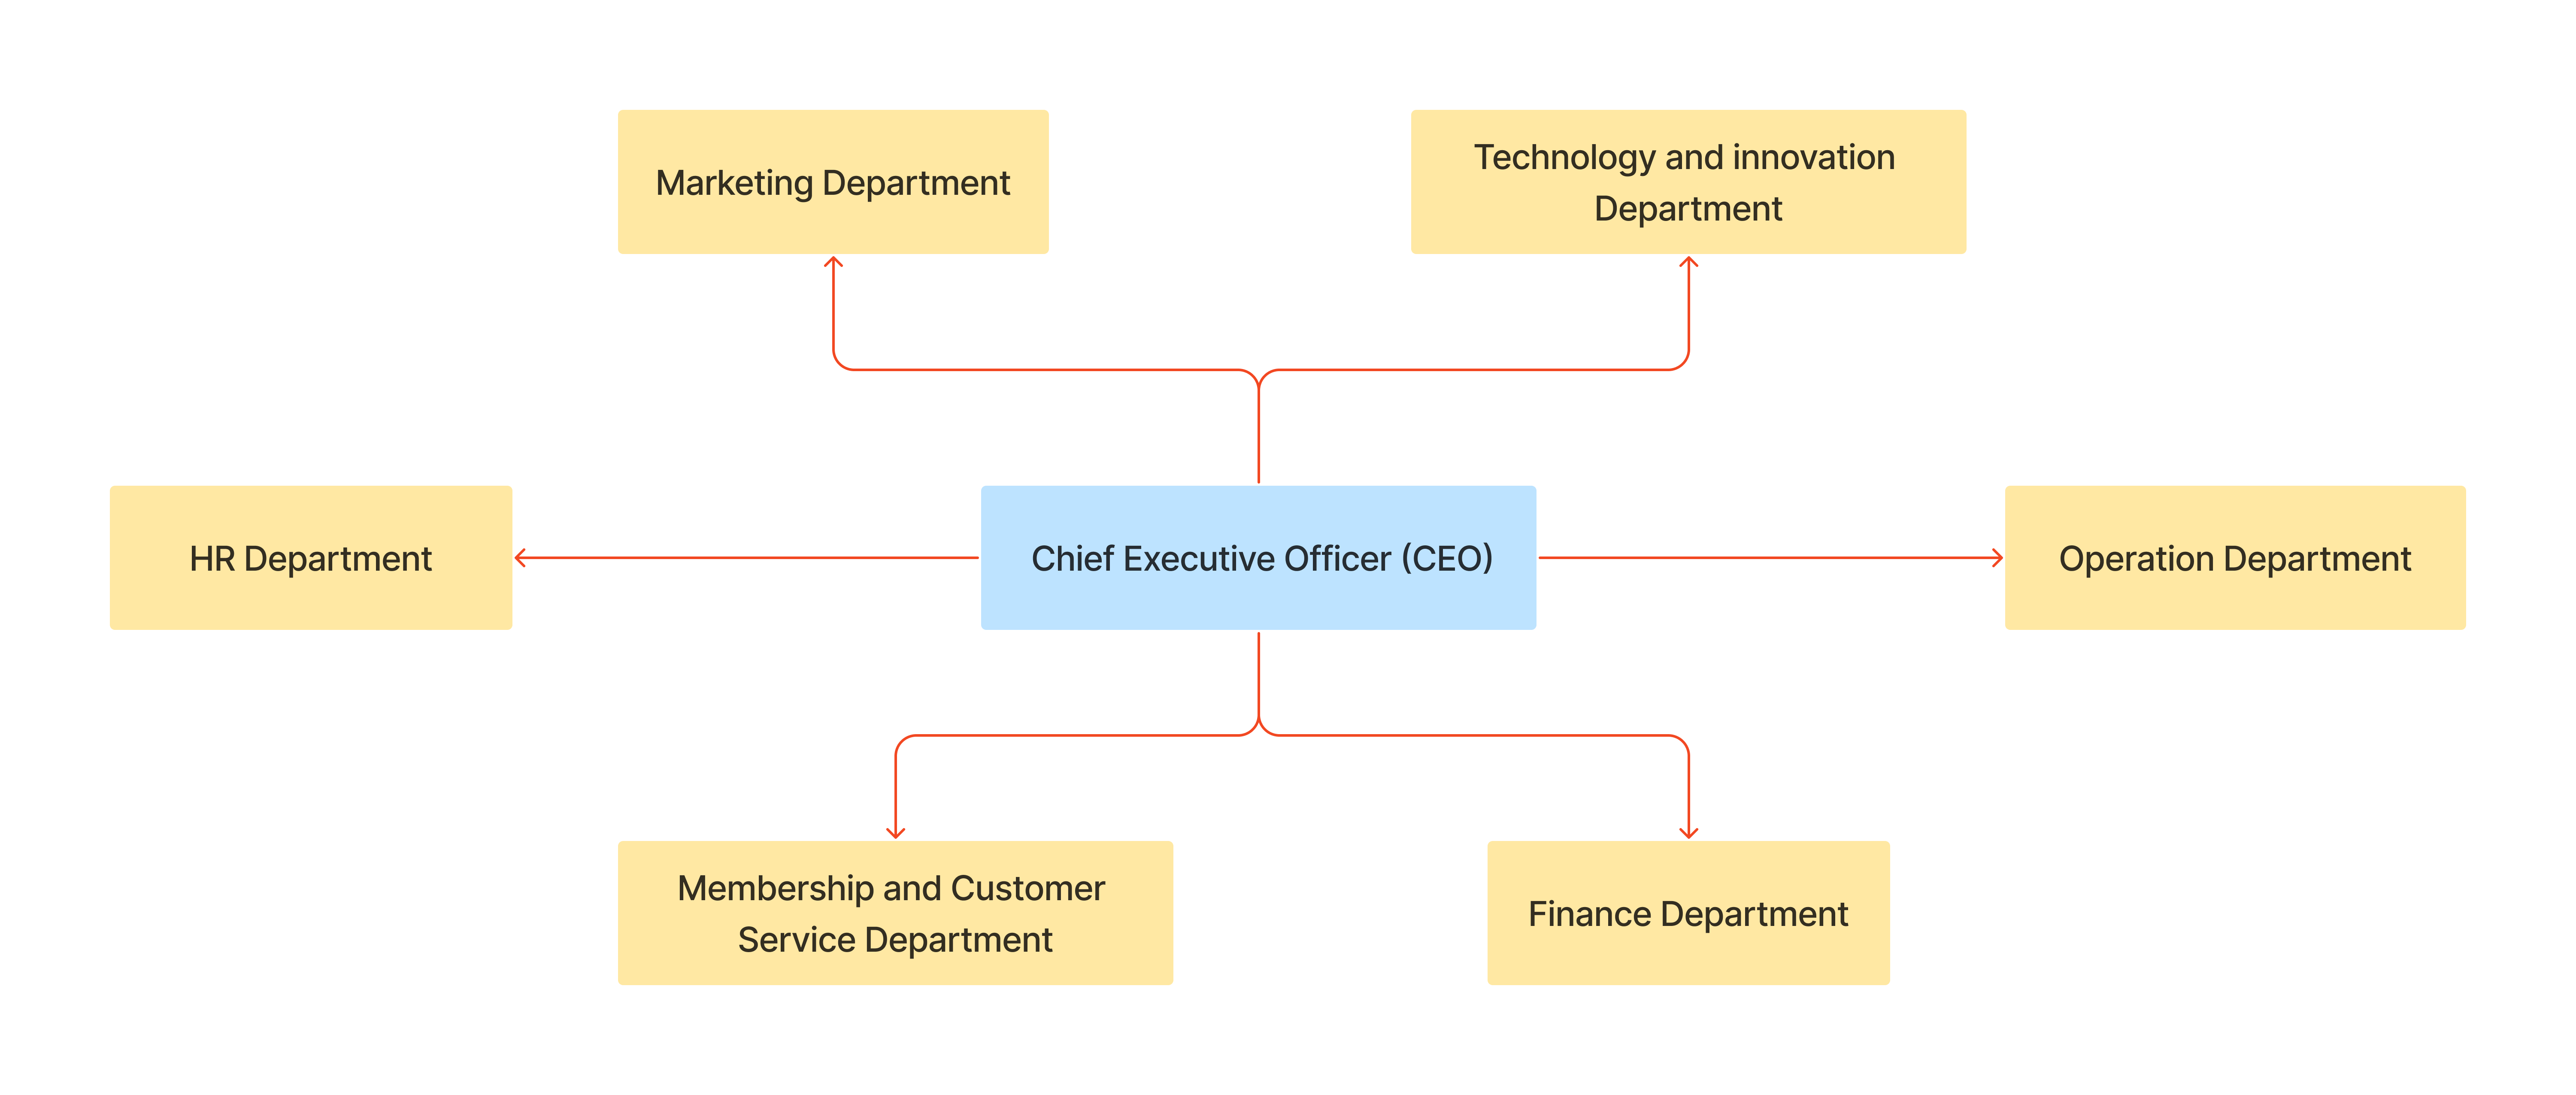 Marketing Department
Technology and innovation
Department
HR Department
Chief Executive Officer (CEO)
Operation Department
Membership and Customer
Service Department
Finance Department